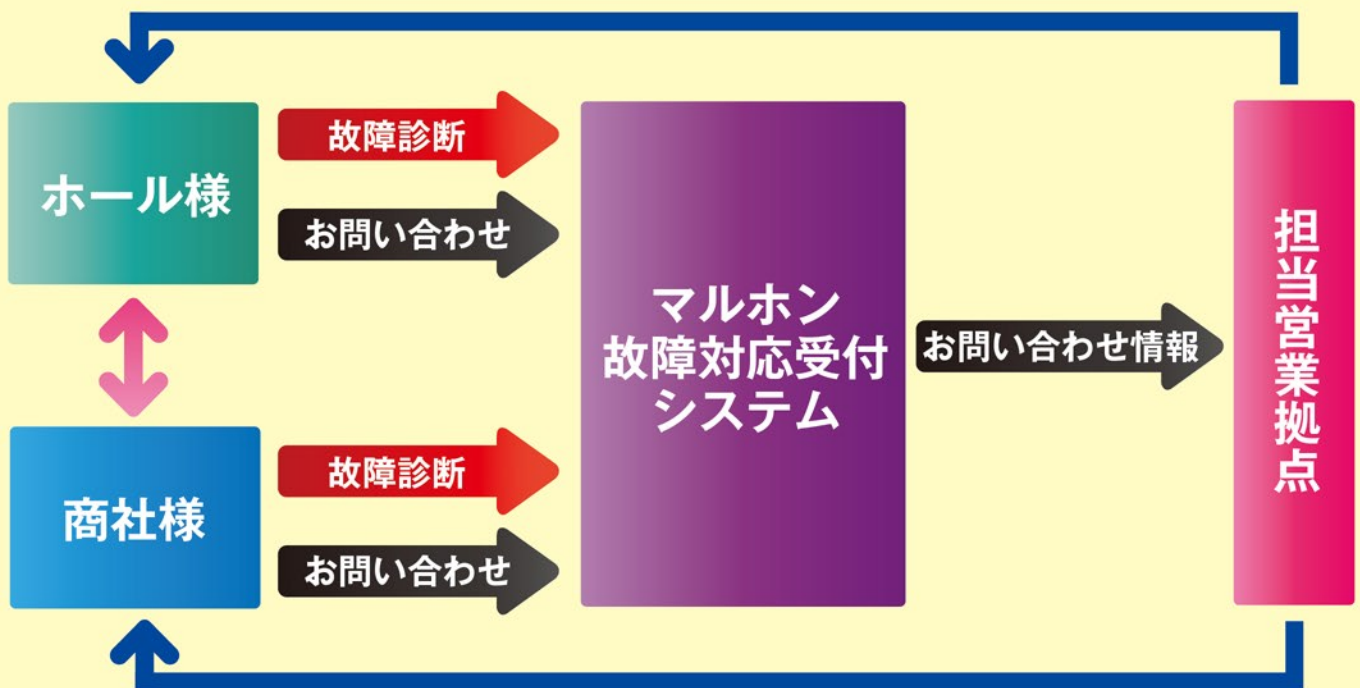 ホール様
故障診断
お問い合わせ
商社様
故障診断
お問い合わせ
マルホン
故障対応受付
システム
お問い合わせ情報
担当営業拠点